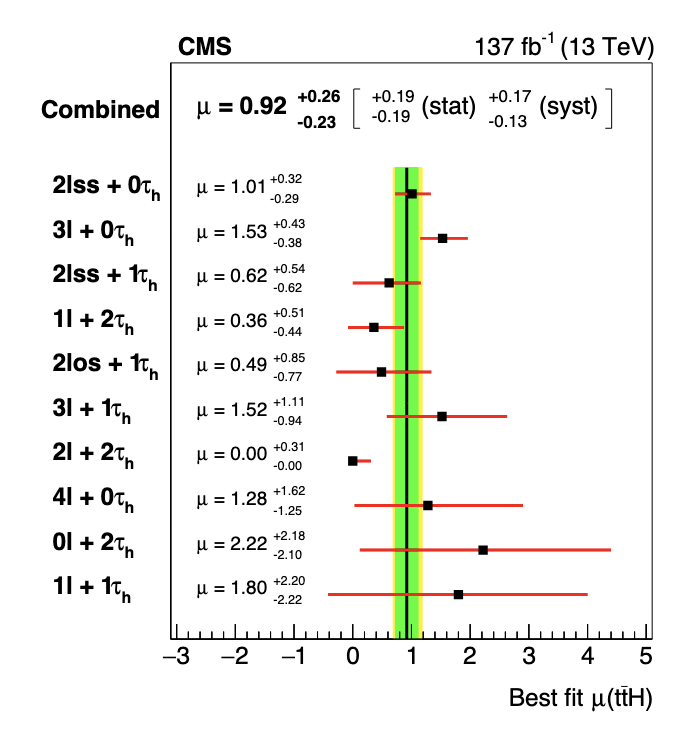 CMS 137 fb⁻¹ (13 TeV)
Combined μ = 0.92 +0.26 -0.23 [ +0.19 -0.19 (stat) +0.17 -0.13 (syst) ]
2lss + 0τh μ = 1.01 +0.32 -0.29
3l + 0τh μ = 1.53 +0.43 -0.38
2lss + 1τh μ = 0.62 +0.54 -0.62
1l + 2τh μ = 0.36 +0.51 -0.44
2los + 1τh μ = 0.49 +0.85 -0.77
3l + 1τh μ = 1.52 +1.11 -0.94
2l + 2τh μ = 0.00 +0.31 -0.00
4l + 0τh μ = 1.28 +1.62 -1.25
0l + 2τh μ = 2.22 +2.18 -2.10
1l + 1τh μ = 1.80 +2.20 -2.22
−3 −2 −1 0 1 2 3 4 5
Best fit μ(tt̄H)